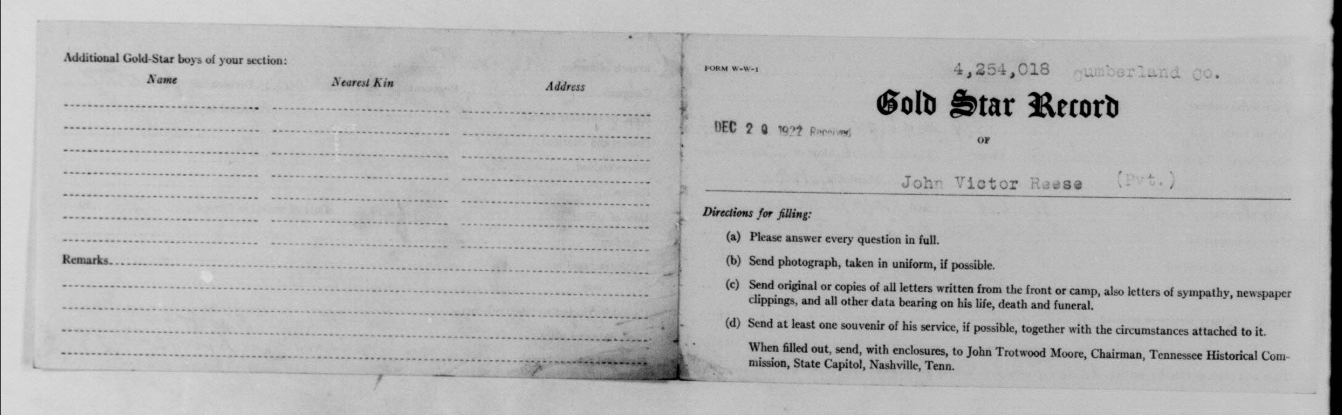 Additional Gold-Star boys of your section:
Name Nearest Kin Address
Remarks
FORM W-W-1
4,254,018 Cumberland Co.
Gold Star Record
DEC 20 1922 Received
OF
John Victor Reese (Pvt.)
Directions for filling:
(a) Please answer every question in full.
(b) Send photograph, taken in uniform, if possible.
(c) Send original or copies of all letters written from the front or camp, also letters of sympathy, newspaper
clippings, and all other data bearing on his life, death and funeral.
(d) Send at least one souvenir of his service, if possible, together with the circumstances attached to it.
When filled out, send, with enclosures, to John Trotwood Moore, Chairman, Tennessee Historical Com-
mission, State Capitol, Nashville, Tenn.